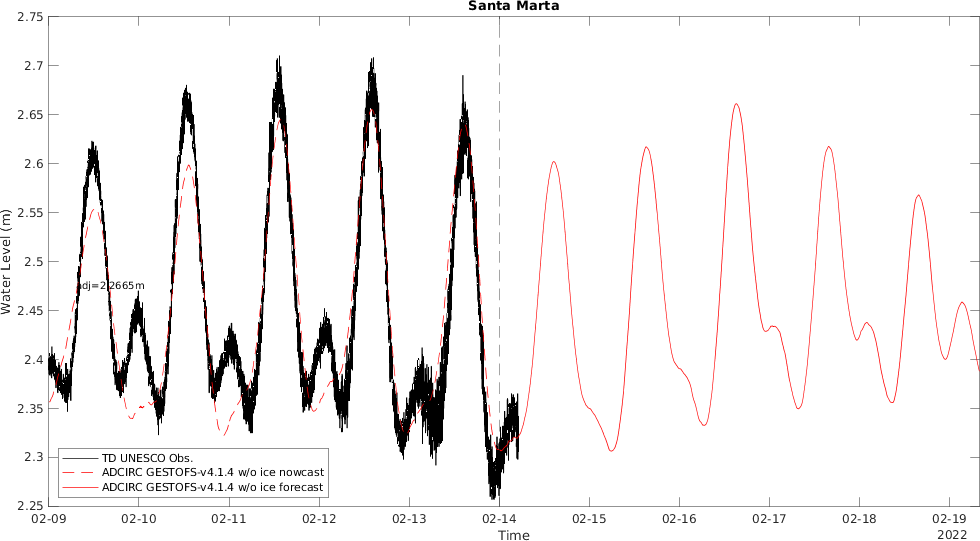 Santa Marta
2.75
2.7
2.65
2.6
2.55
2.5
2.45
2.4
2.35
2.3
2.25
Water Level (m)
adj=2.2665m
TD UNESCO Obs.
ADCIRC GESTOFS-v4.1.4 w/o ice nowcast
ADCIRC GESTOFS-v4.1.4 w/o ice forecast
02-09 02-10 02-11 02-12 02-13 02-14 02-15 02-16 02-17 02-18 02-19
Time
2022